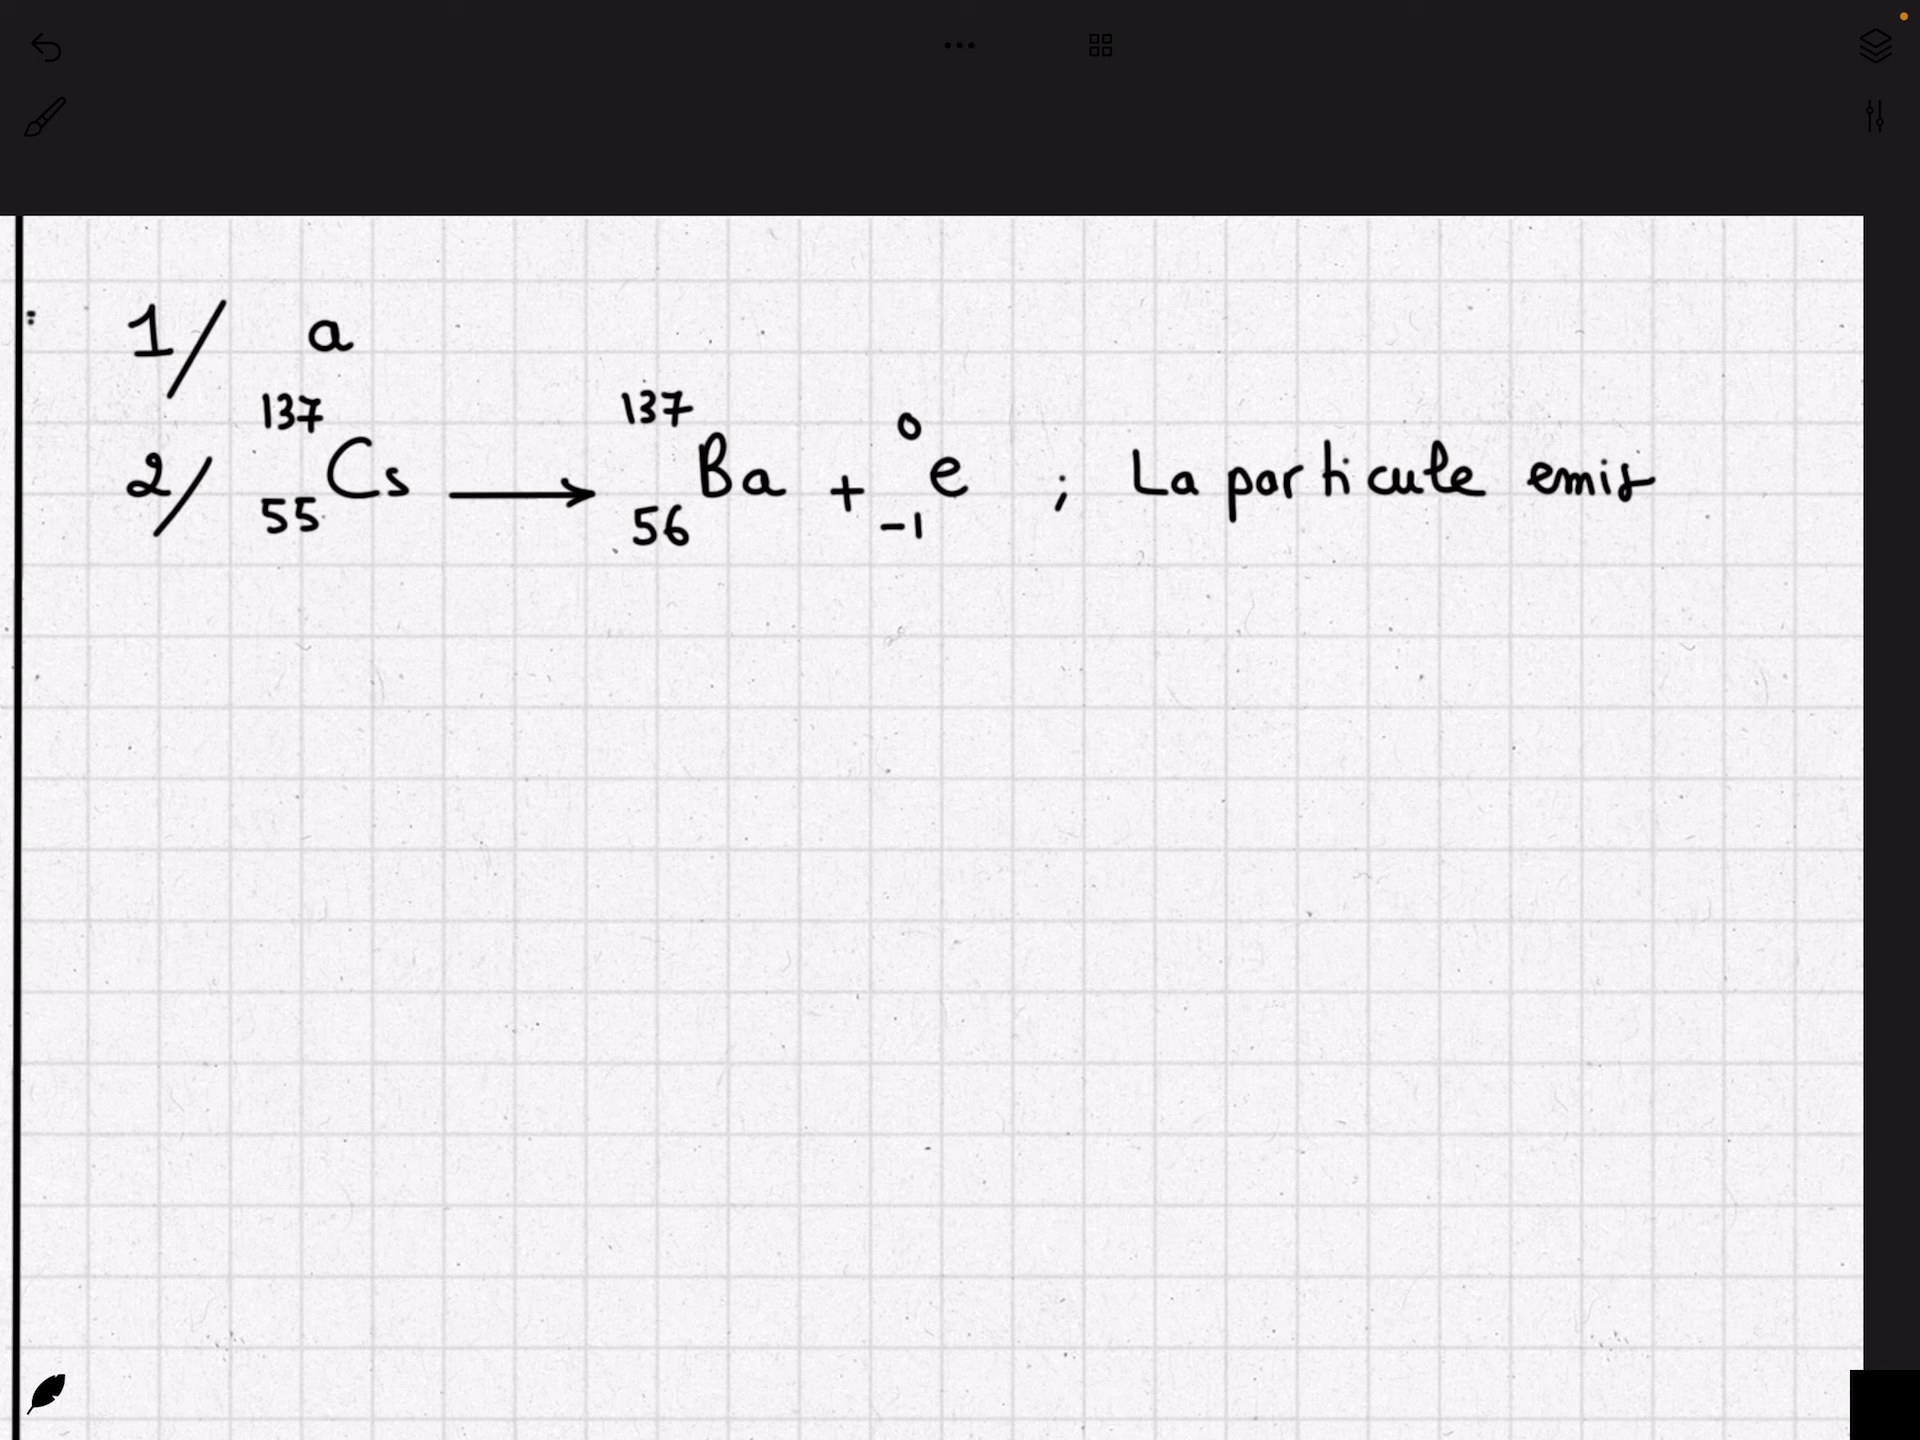 1/ a
2/ ¹³⁷₅₅Cs ⟶ ¹³⁷₅₆Ba + ⁰₋₁e ; La particule emis